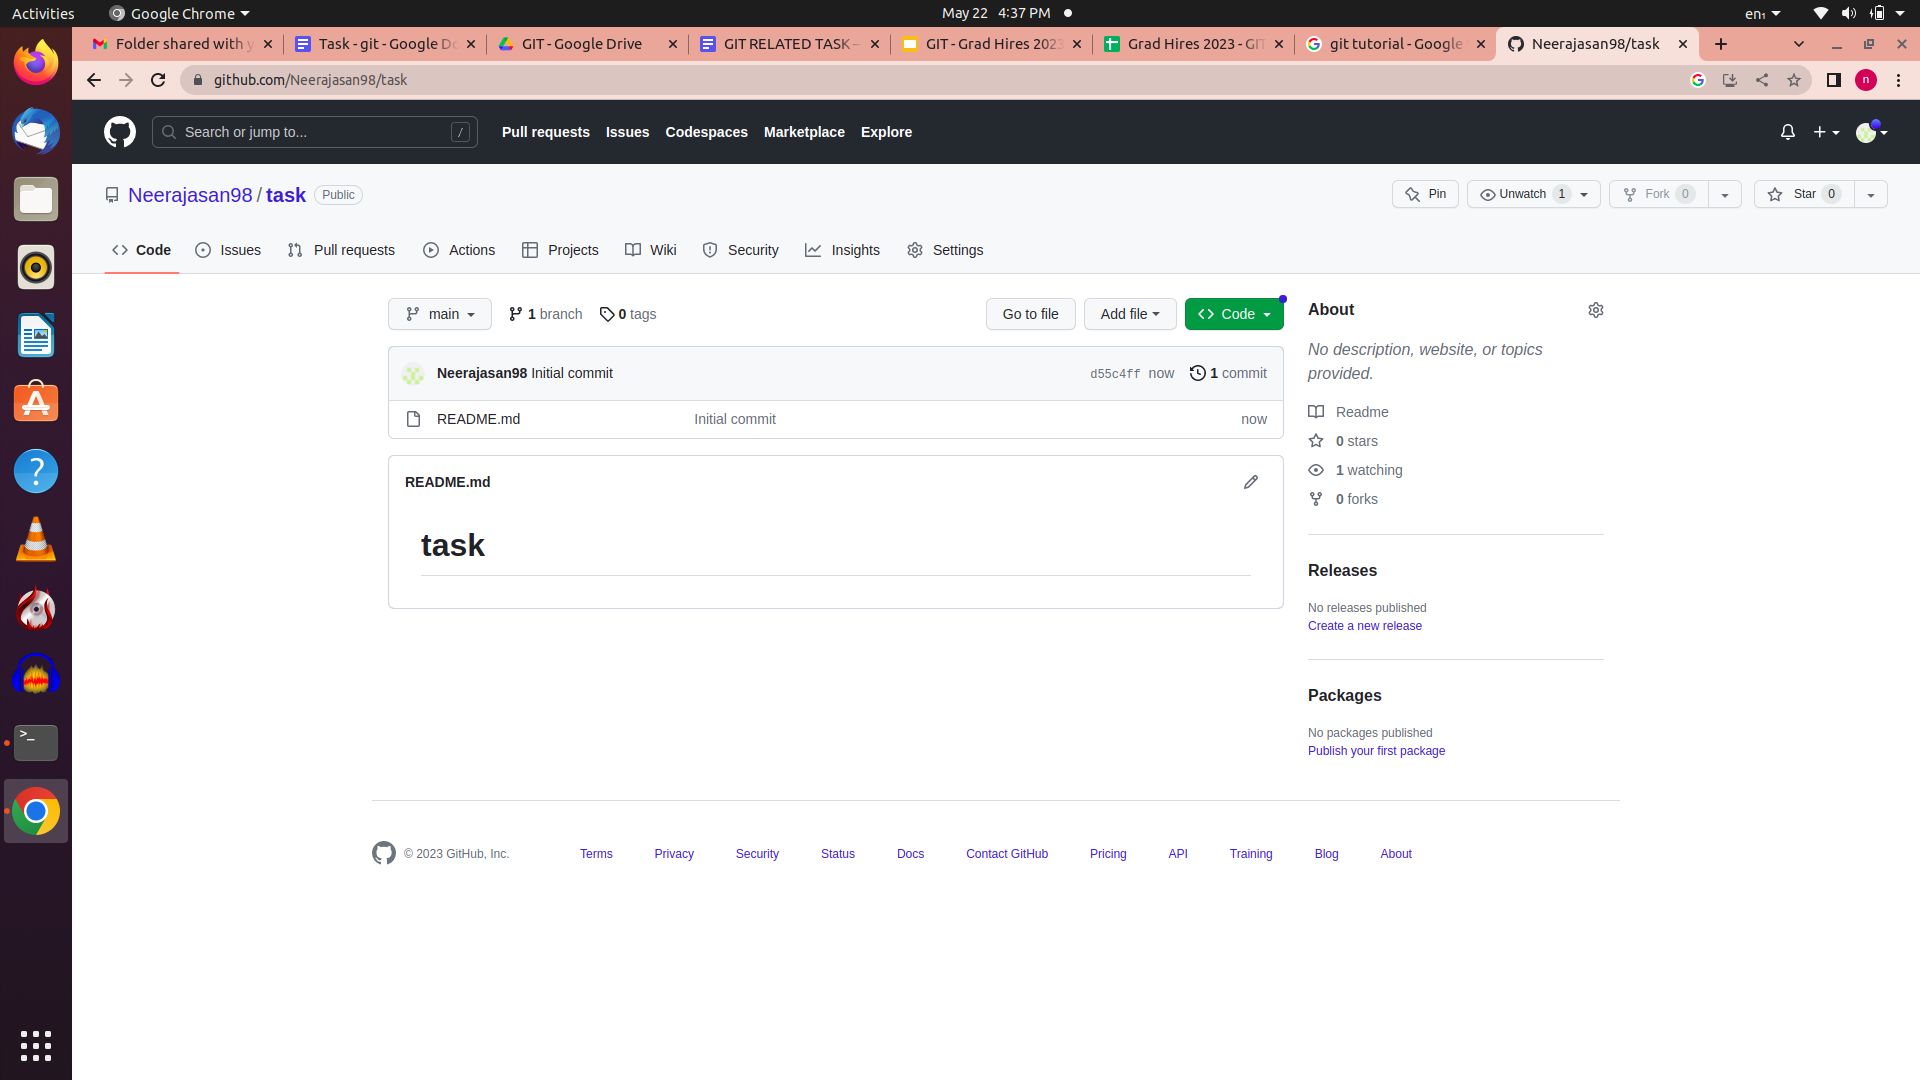 Activities Google Chrome May 22 4:37 PM en₁
Folder shared with y Task - git - Google Do GIT - Google Drive GIT RELATED TASK - GIT - Grad Hires 2023 Grad Hires 2023 - GIT git tutorial - Google Neerajasan98/task
github.com/Neerajasan98/task n
Search or jump to... / Pull requests Issues Codespaces Marketplace Explore
Neerajasan98 / task Public Pin Unwatch 1 Fork 0 Star 0
Code Issues Pull requests Actions Projects Wiki Security Insights Settings
main 1 branch 0 tags Go to file Add file Code
Neerajasan98 Initial commit d55c4ff now 1 commit
README.md Initial commit now
README.md
task
About
No description, website, or topics
provided.
Readme
0 stars
1 watching
0 forks
Releases
No releases published
Create a new release
Packages
No packages published
Publish your first package
© 2023 GitHub, Inc. Terms Privacy Security Status Docs Contact GitHub Pricing API Training Blog About